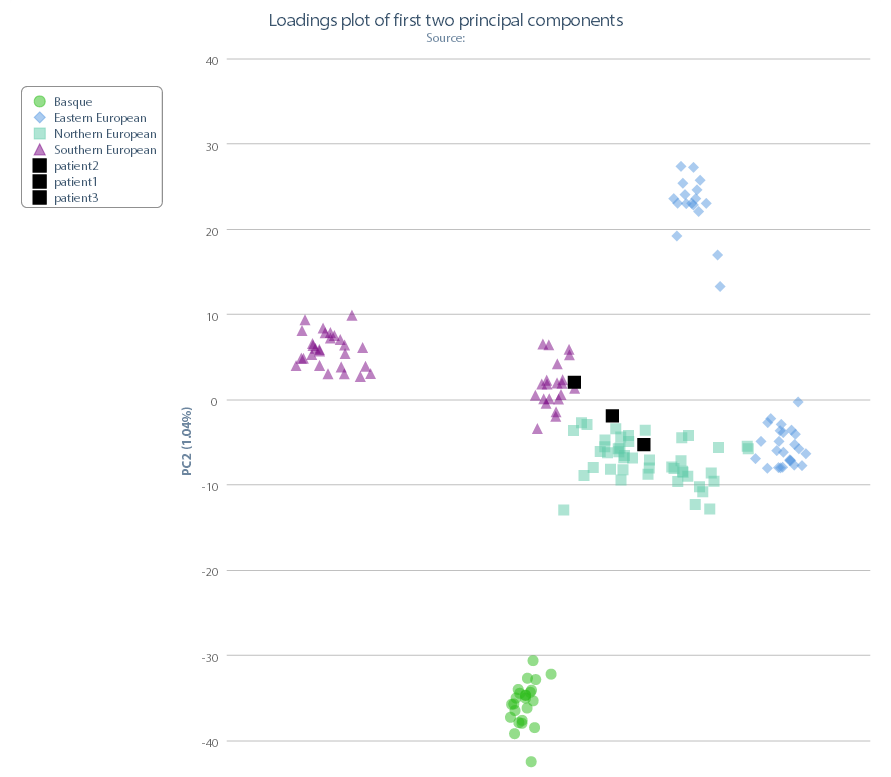 Loadings plot of first two principal components
Source:
Basque
Eastern European
Northern European
Southern European
patient2
patient1
patient3
PC2 (1.04%)
40
30
20
10
0
-10
-20
-30
-40